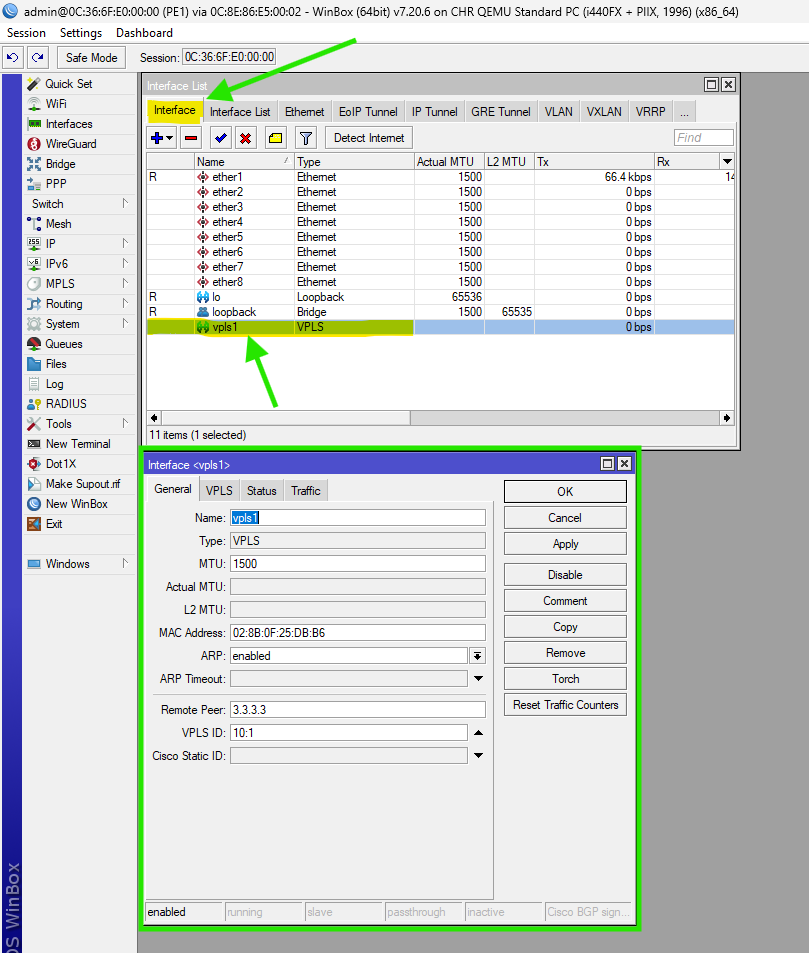 admin@0C:36:6F:E0:00:00 (PE1) via 0C:8E:86:E5:00:02 - WinBox (64bit) v7.20.6 on CHR QEMU Standard PC (i440FX + PIIX, 1996) (x86_64)
Session Settings Dashboard
Safe Mode Session: 0C:36:6F:E0:00:00
Quick Set
WiFi
Interfaces
WireGuard
Bridge
PPP
Switch
Mesh
IP
IPv6
MPLS
Routing
System
Queues
Files
Log
RADIUS
Tools
New Terminal
Dot1X
Make Supout.rif
New WinBox
Exit
Windows
OS WinBox
Interface List
Interface Interface List Ethernet EoIP Tunnel IP Tunnel GRE Tunnel VLAN VXLAN VRRP ...
Detect Internet Find
Name Type Actual MTU L2 MTU Tx Rx
R ether1 Ethernet 1500 66.4 kbps 14
ether2 Ethernet 1500 0 bps
ether3 Ethernet 1500 0 bps
ether4 Ethernet 1500 0 bps
ether5 Ethernet 1500 0 bps
ether6 Ethernet 1500 0 bps
ether7 Ethernet 1500 0 bps
ether8 Ethernet 1500 0 bps
R lo Loopback 65536 0 bps
R loopback Bridge 1500 65535 0 bps
vpls1 VPLS 0 bps
11 items (1 selected)
Interface <vpls1>
General VPLS Status Traffic
Name: vpls1
Type: VPLS
MTU: 1500
Actual MTU:
L2 MTU:
MAC Address: 02:8B:0F:25:DB:B6
ARP: enabled
ARP Timeout:
Remote Peer: 3.3.3.3
VPLS ID: 10:1
Cisco Static ID:
OK
Cancel
Apply
Disable
Comment
Copy
Remove
Torch
Reset Traffic Counters
enabled running slave passthrough inactive Cisco BGP sign...